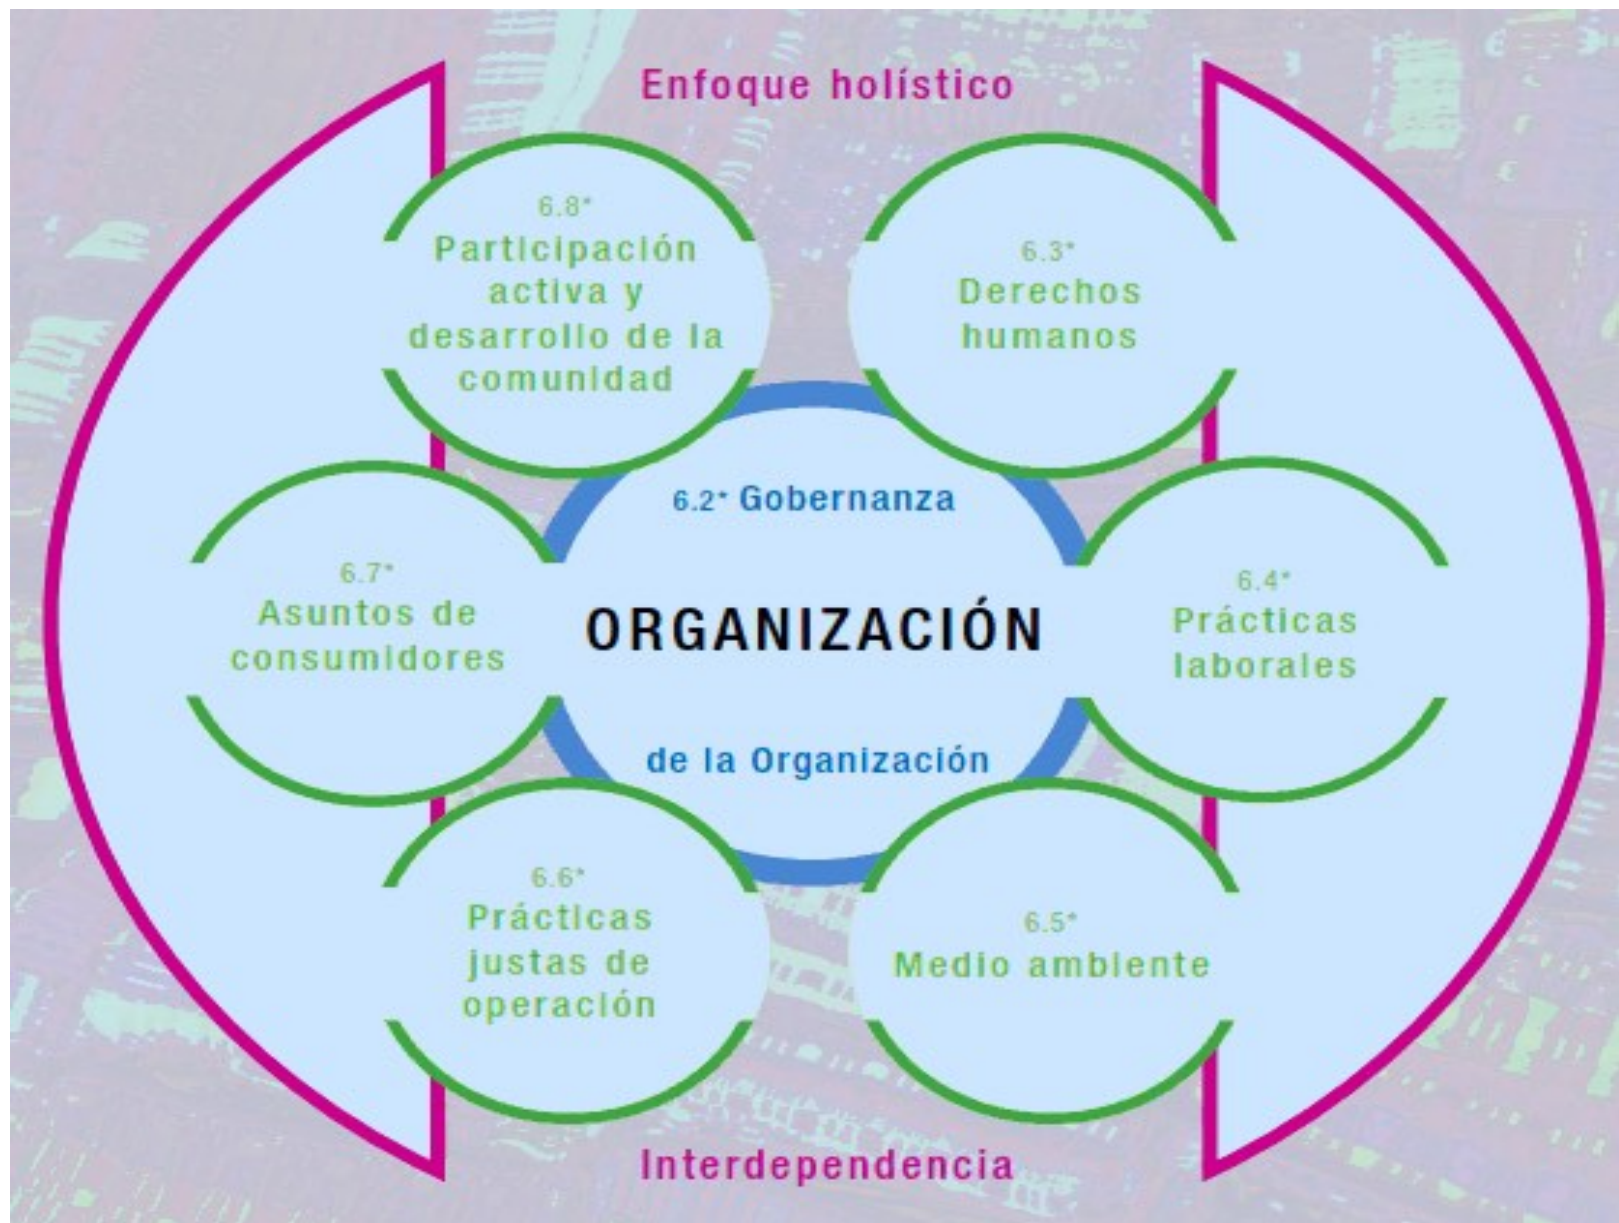 Enfoque holístico
6.8*
Participación
activa y
desarrollo de la
comunidad
6.3*
Derechos
humanos
6.2* Gobernanza
ORGANIZACIÓN
de la Organización
6.7*
Asuntos de
consumidores
6.4*
Prácticas
laborales
6.6*
Prácticas
justas de
operación
6.5*
Medio ambiente
Interdependencia